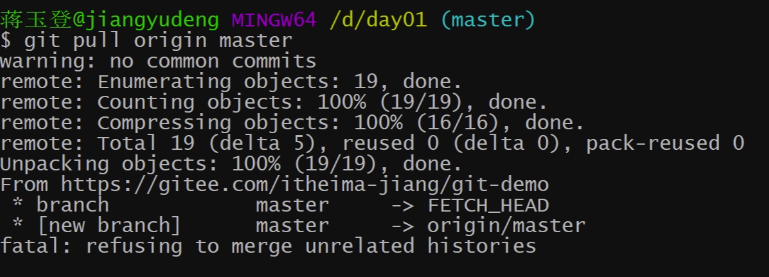 蒋玉登@jiangyudeng MINGW64 /d/day01 (master)
$ git pull origin master
warning: no common commits
remote: Enumerating objects: 19, done.
remote: Counting objects: 100% (19/19), done.
remote: Compressing objects: 100% (16/16), done.
remote: Total 19 (delta 5), reused 0 (delta 0), pack-reused 0
Unpacking objects: 100% (19/19), done.
From https://gitee.com/itheima-jiang/git-demo
 * branch            master     -> FETCH_HEAD
 * [new branch]      master     -> origin/master
fatal: refusing to merge unrelated histories